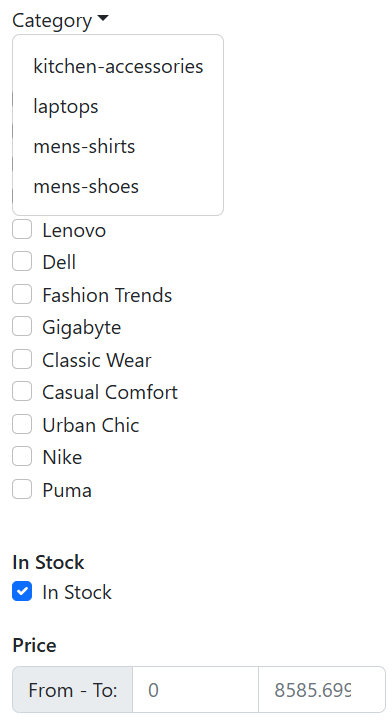 Category
kitchen-accessories
laptops
mens-shirts
mens-shoes
Lenovo
Dell
Fashion Trends
Gigabyte
Classic Wear
Casual Comfort
Urban Chic
Nike
Puma
In Stock
In Stock
Price
From - To: 0 8585.699